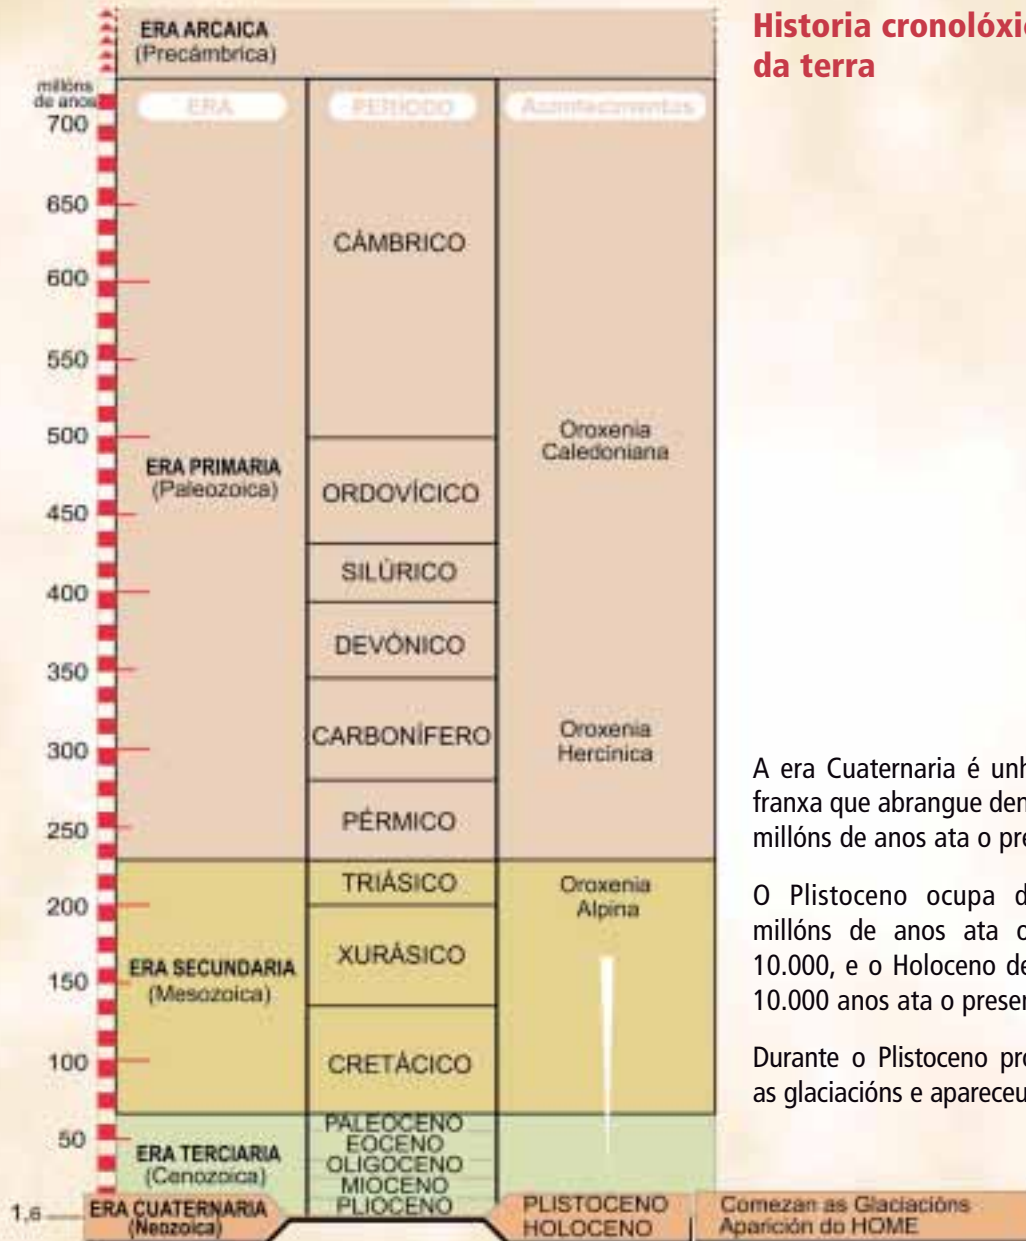 Historia cronolóxi
da terra
ERA ARCAICA
(Precámbrica)
millóns
de anos
ERA
PERÍODO
Acontecementos
700
650
600
550
500
450
400
350
300
250
200
150
100
50
1,6
ERA PRIMARIA
(Paleozoica)
CÁMBRICO
ORDOVÍCICO
SILÚRICO
DEVÓNICO
CARBONÍFERO
PÉRMICO
Oroxenia
Caledoniana
Oroxenia
Hercínica
ERA SECUNDARIA
(Mesozoica)
TRIÁSICO
XURÁSICO
CRETÁCICO
Oroxenia
Alpina
ERA TERCIARIA
(Cenozoica)
PALEOCENO
EOCENO
OLIGOCENO
MIOCENO
PLIOCENO
ERA CUATERNARIA
(Neozoica)
PLISTOCENO
HOLOCENO
Comezan as Glaciacións
Aparición do HOME
A era Cuaternaria é unh
franxa que abrangue den
millóns de anos ata o pre
O Plistoceno ocupa d
millóns de anos ata o
10.000, e o Holoceno de
10.000 anos ata o presen
Durante o Plistoceno pro
as glaciacións e apareceu